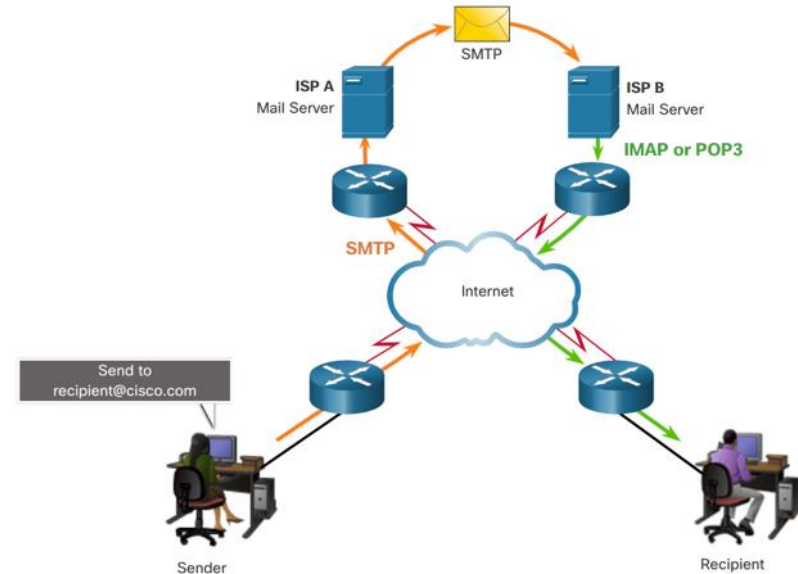 SMTP
ISP A
Mail Server
ISP B
Mail Server
IMAP or POP3
SMTP
Internet
Send to
recipient@cisco.com
Sender
Recipient